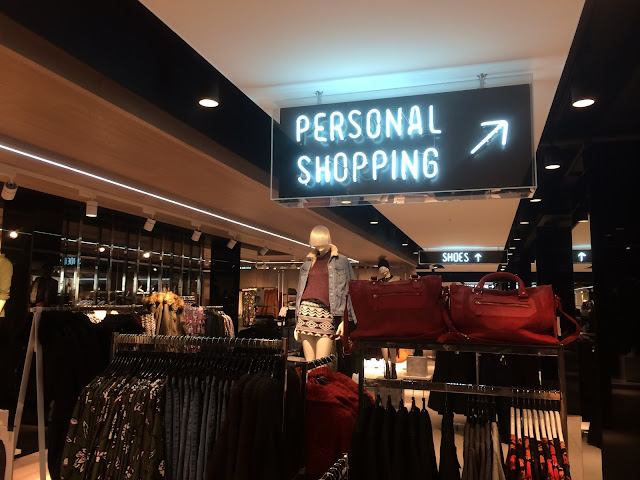 PERSONAL ↗
SHOPPING
SHOES ↑
↑